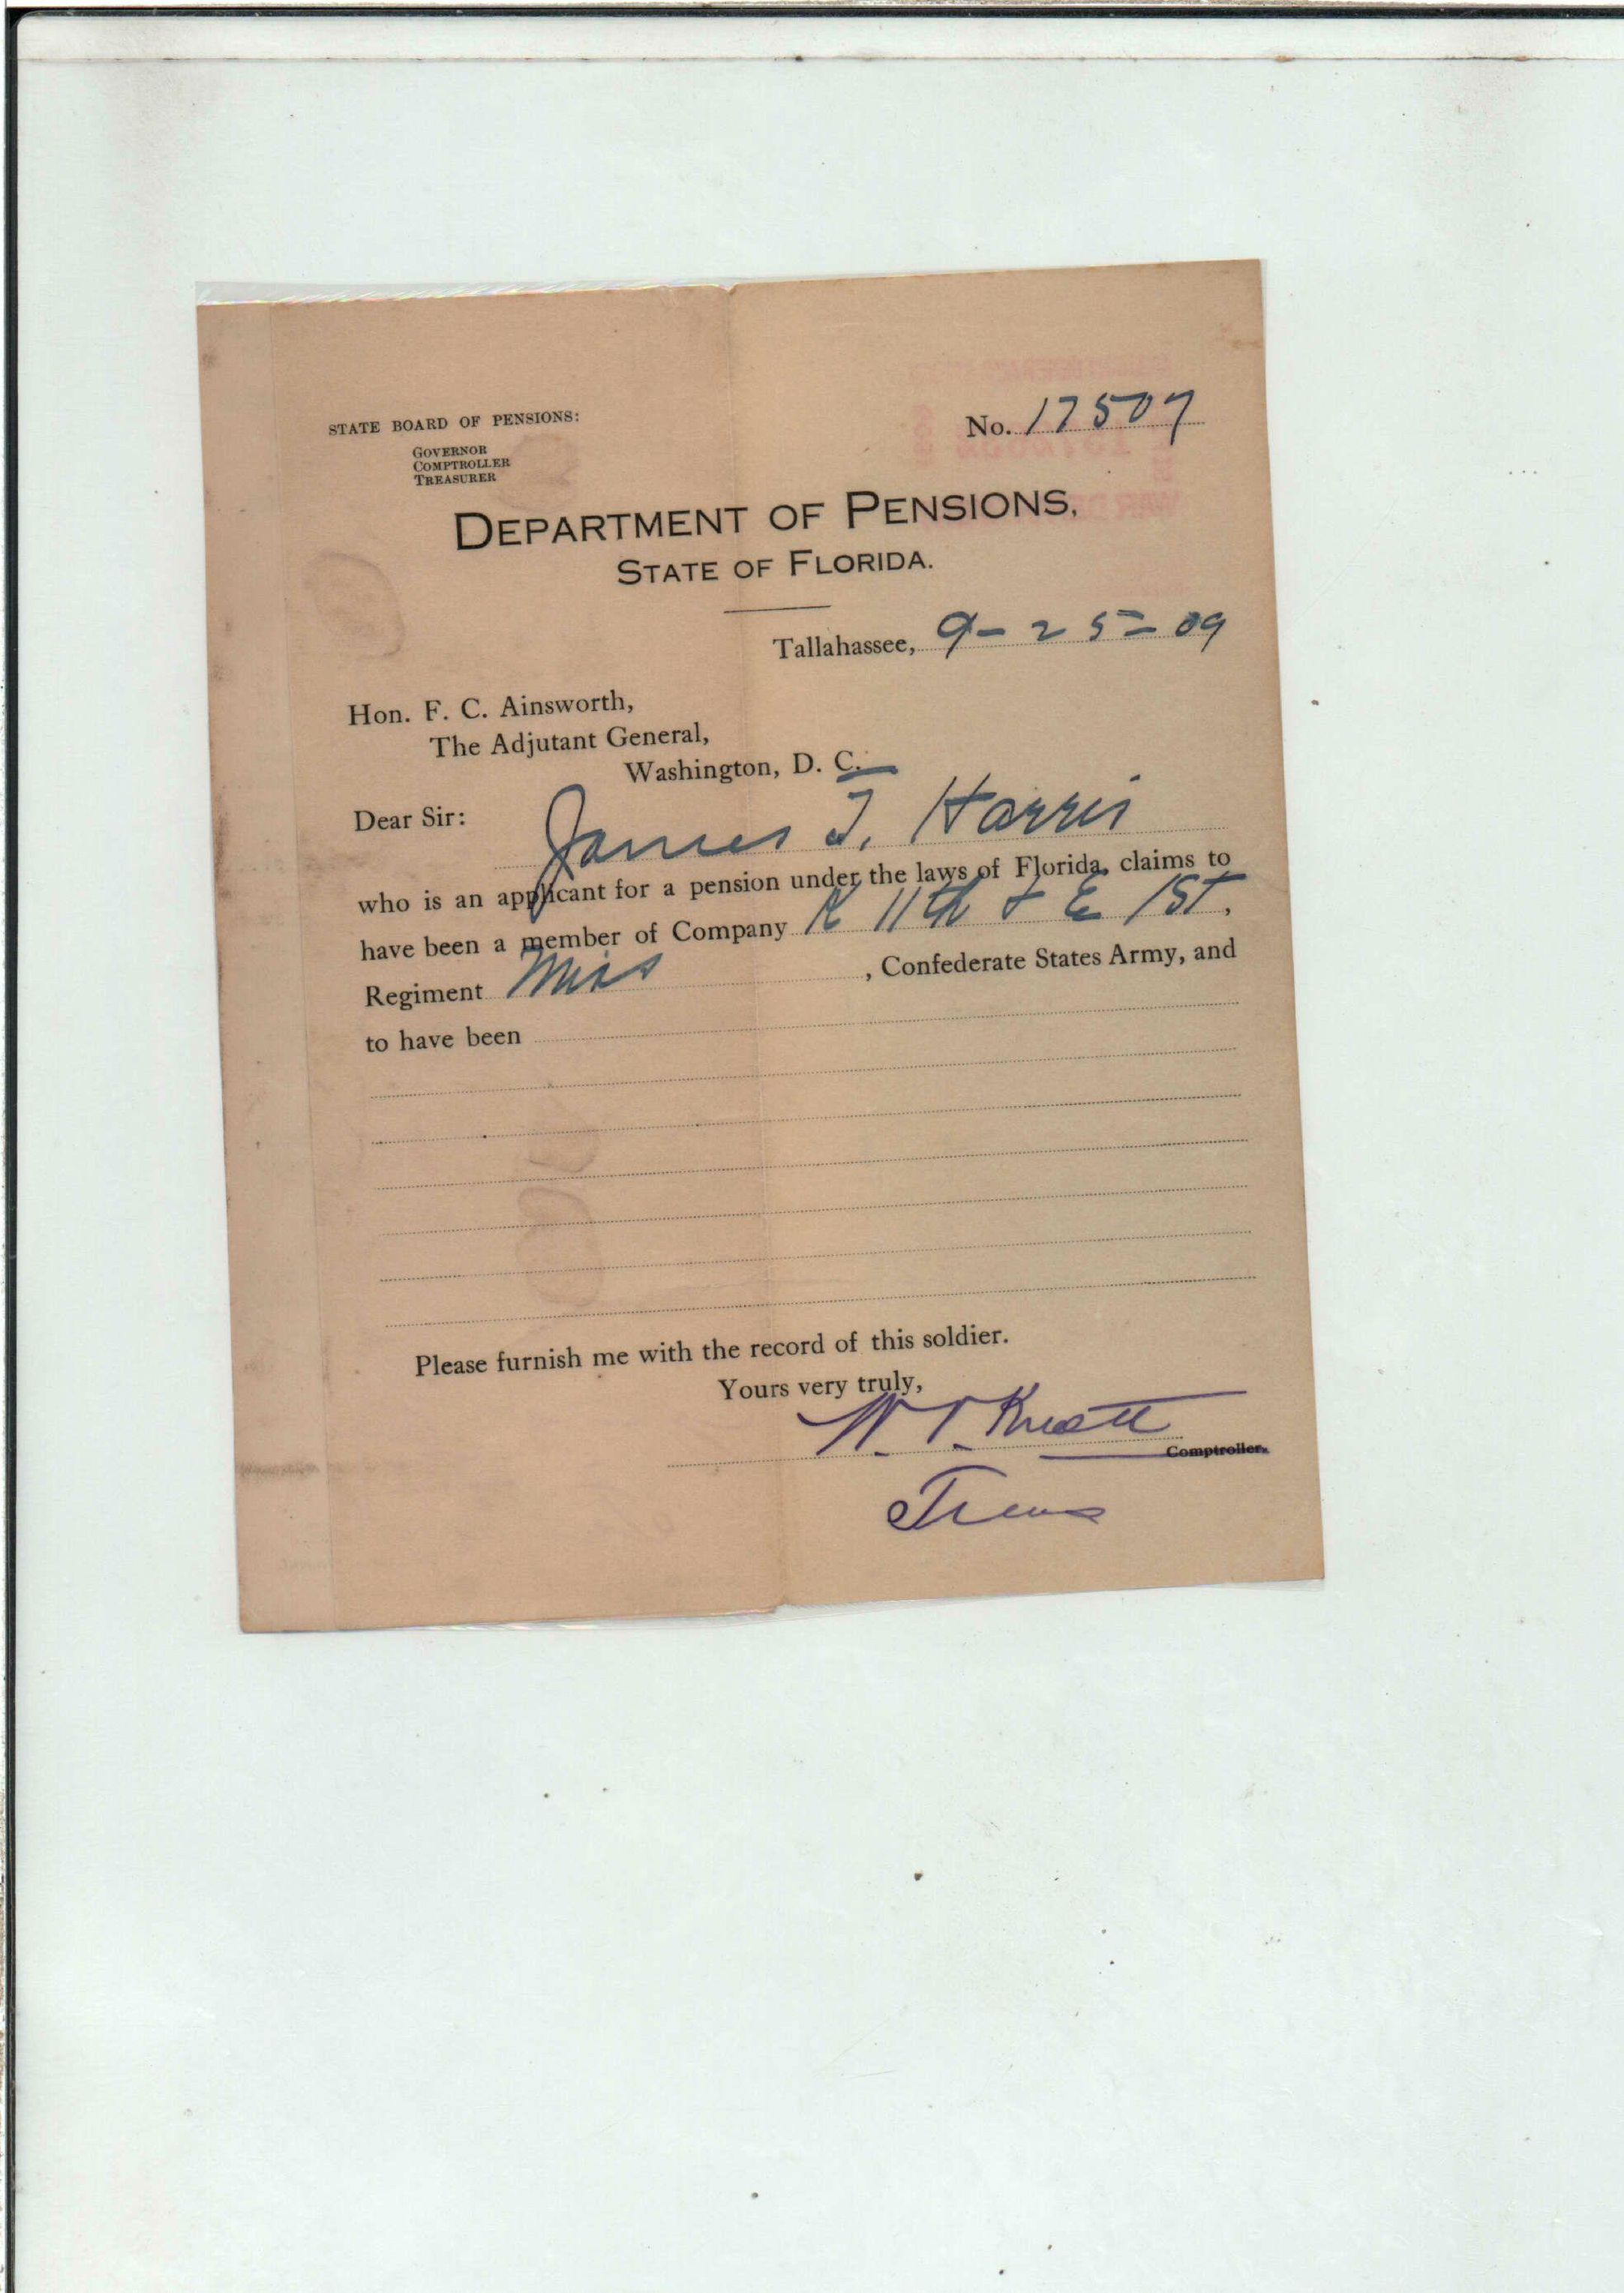 STATE BOARD OF PENSIONS:
GOVERNOR
COMPTROLLER
TREASURER
No. 17507
DEPARTMENT OF PENSIONS,
STATE OF FLORIDA.
Tallahassee, 9-25-09
Hon. F. C. Ainsworth,
The Adjutant General,
Washington, D. C.
Dear Sir:
James T. Harris
who is an applicant for a pension under the laws of Florida, claims to
have been a member of Company K 11th & E 1st,
Regiment Miss, Confederate States Army, and
to have been
Please furnish me with the record of this soldier.
Yours very truly,
W. V. Knott
Comptroller.
Treas